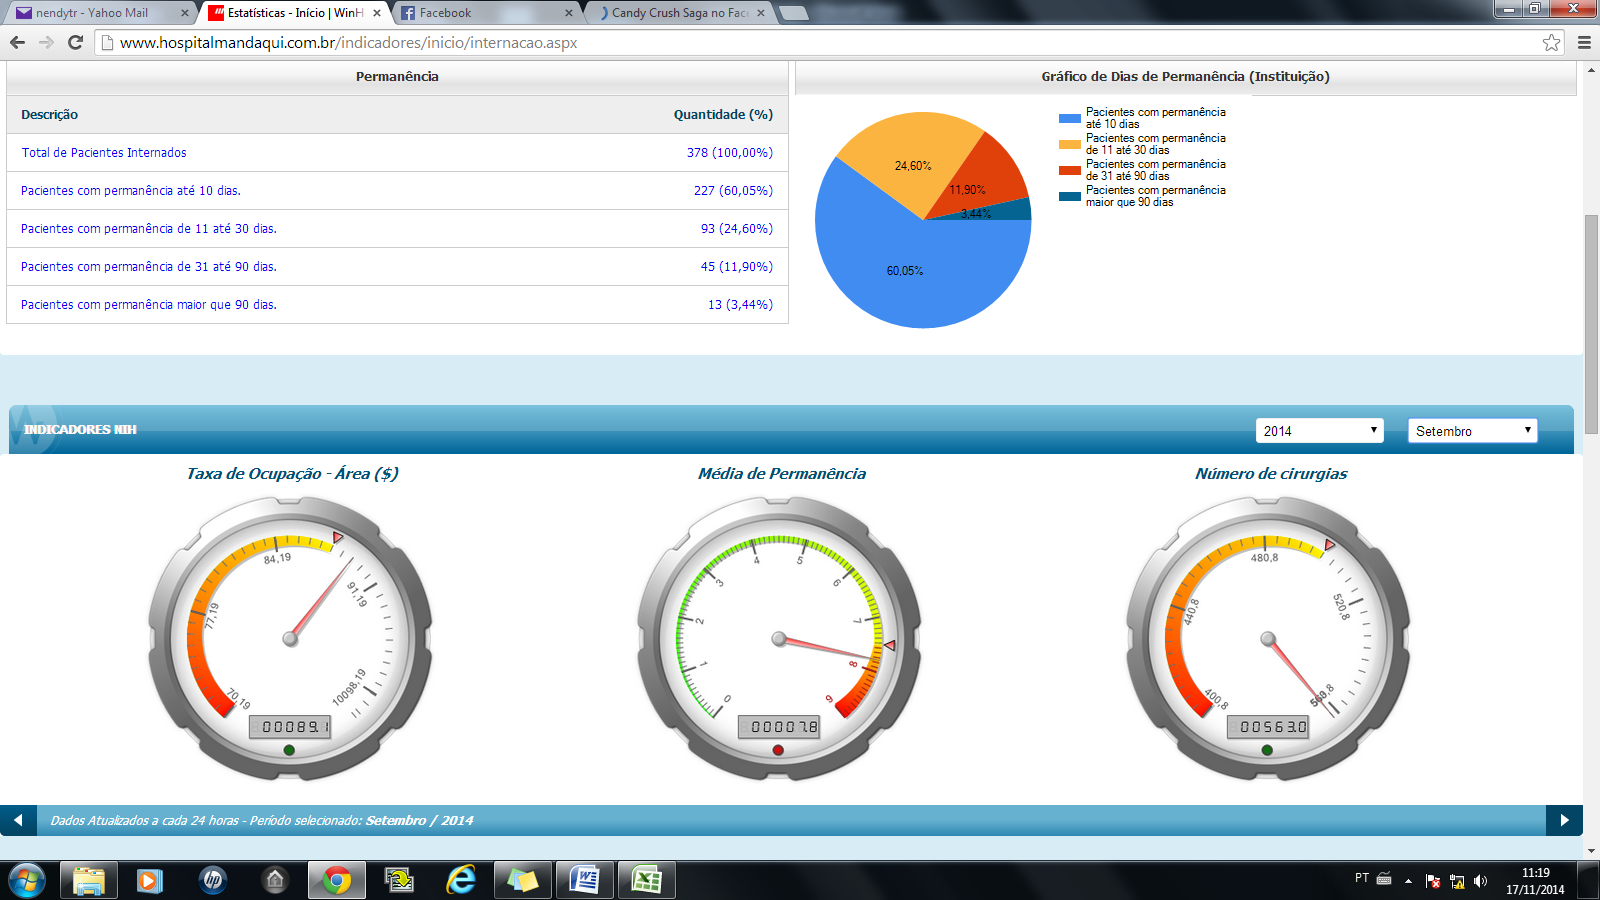 nendytr - Yahoo Mail
Estatísticas - Início | WinH
Facebook
Candy Crush Saga no Face
www.hospitalmandaqui.com.br/indicadores/inicio/internacao.aspx
Permanência
Descrição Quantidade (%)
Total de Pacientes Internados 378 (100,00%)
Pacientes com permanência até 10 dias. 227 (60,05%)
Pacientes com permanência de 11 até 30 dias. 93 (24,60%)
Pacientes com permanência de 31 até 90 dias. 45 (11,90%)
Pacientes com permanência maior que 90 dias. 13 (3,44%)
Gráfico de Dias de Permanência (Instituição)
24,60%
11,90%
3,44%
60,05%
Pacientes com permanência
até 10 dias
Pacientes com permanência
de 11 até 30 dias
Pacientes com permanência
de 31 até 90 dias
Pacientes com permanência
maior que 90 dias
INDICADORES NIH
2014
Setembro
Taxa de Ocupação - Área ($)
70,19
77,19
84,19
91,19
10098,19
00089.1
Média de Permanência
0
1
2
3
4
5
6
7
8
9
00007.8
Número de cirurgias
400,8
440,8
480,8
520,8
00563.0
Dados Atualizados a cada 24 horas - Período selecionado: Setembro / 2014
PT
11:19
17/11/2014